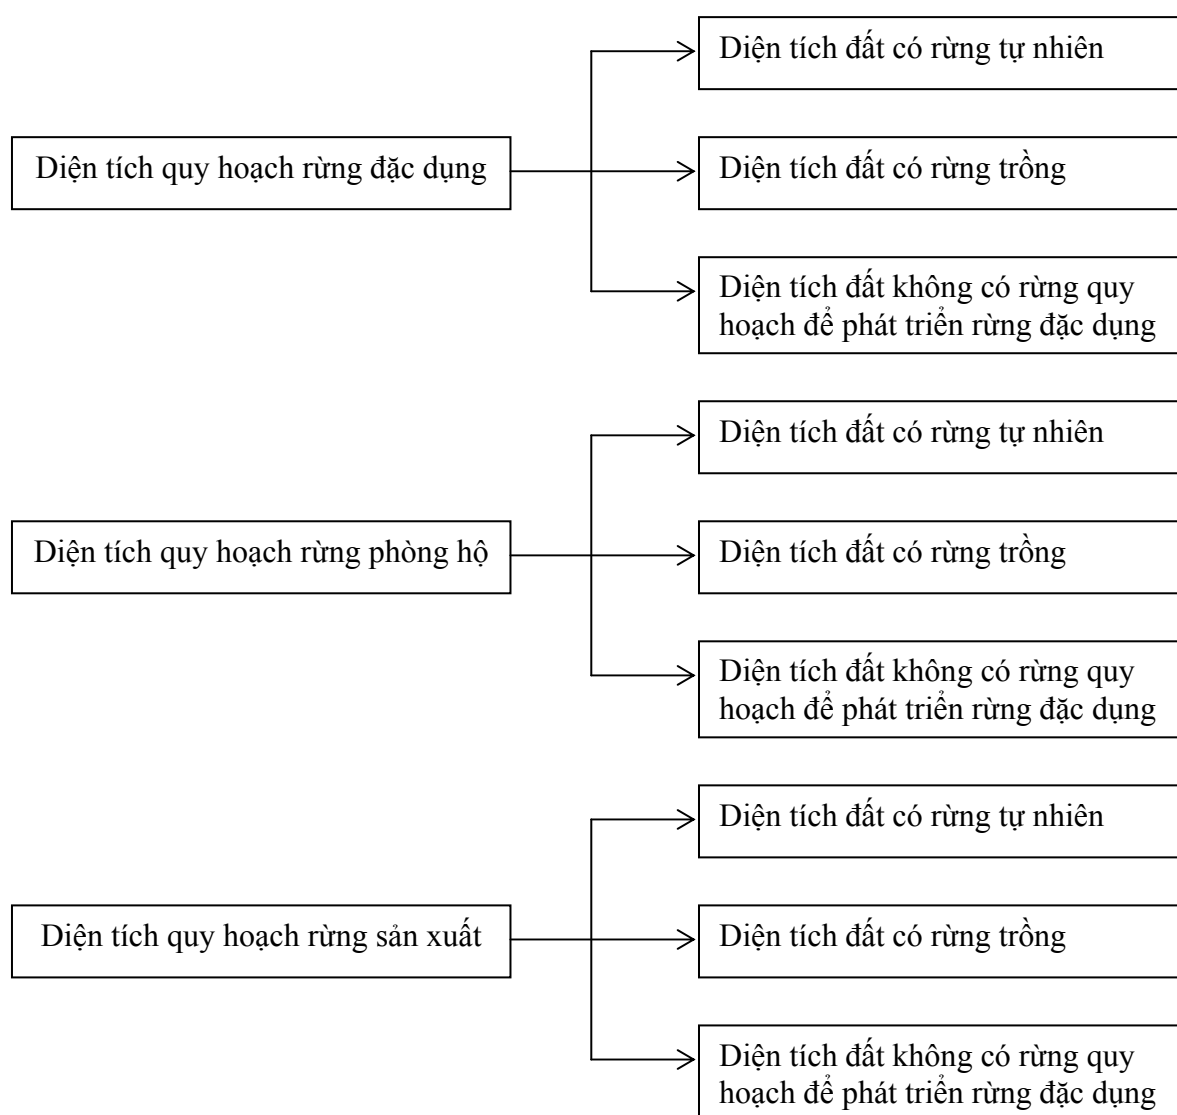 Diện tích đất có rừng tự nhiên
Diện tích quy hoạch rừng đặc dụng
Diện tích đất có rừng trồng
Diện tích đất không có rừng quy
hoạch để phát triển rừng đặc dụng
Diện tích đất có rừng tự nhiên
Diện tích quy hoạch rừng phòng hộ
Diện tích đất có rừng trồng
Diện tích đất không có rừng quy
hoạch để phát triển rừng đặc dụng
Diện tích đất có rừng tự nhiên
Diện tích quy hoạch rừng sản xuất
Diện tích đất có rừng trồng
Diện tích đất không có rừng quy
hoạch để phát triển rừng đặc dụng